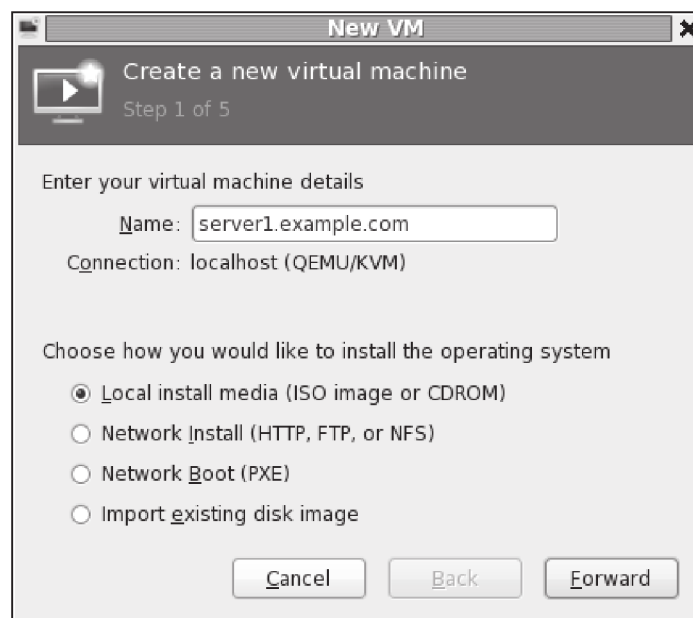 New VM
Create a new virtual machine
Step 1 of 5
Enter your virtual machine details
Name: server1.example.com
Connection: localhost (QEMU/KVM)
Choose how you would like to install the operating system
Local install media (ISO image or CDROM)
Network Install (HTTP, FTP, or NFS)
Network Boot (PXE)
Import existing disk image
Cancel Back Forward